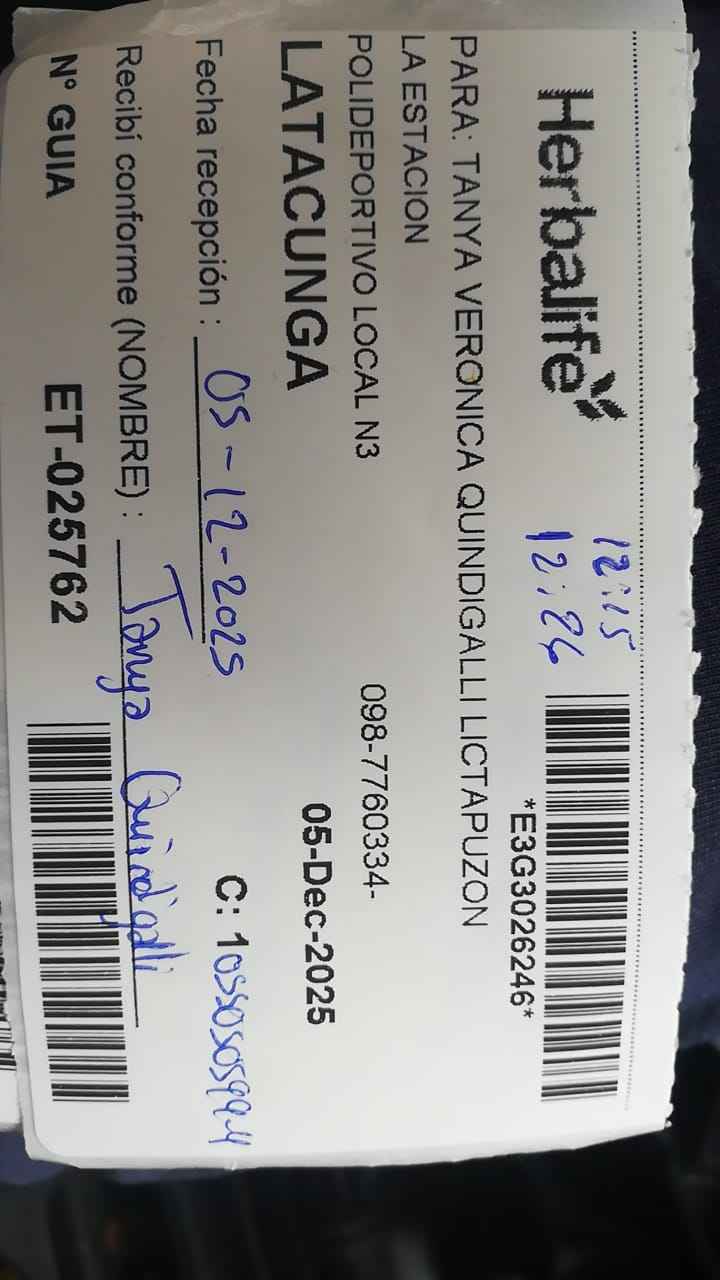 Herbalife
12:15
12:26
*E3G3026246*
PARA: TANYA VERONICA QUINDIGALLI LICTAPUZON
LA ESTACION
POLIDEPORTIVO LOCAL N3
098-7760334-
LATACUNGA
05-Dec-2025
Fecha recepción : 05-12-2025
C: 1
Recibí conforme (NOMBRE) : Tanya Quindigalli
N° GUIA ET-025762